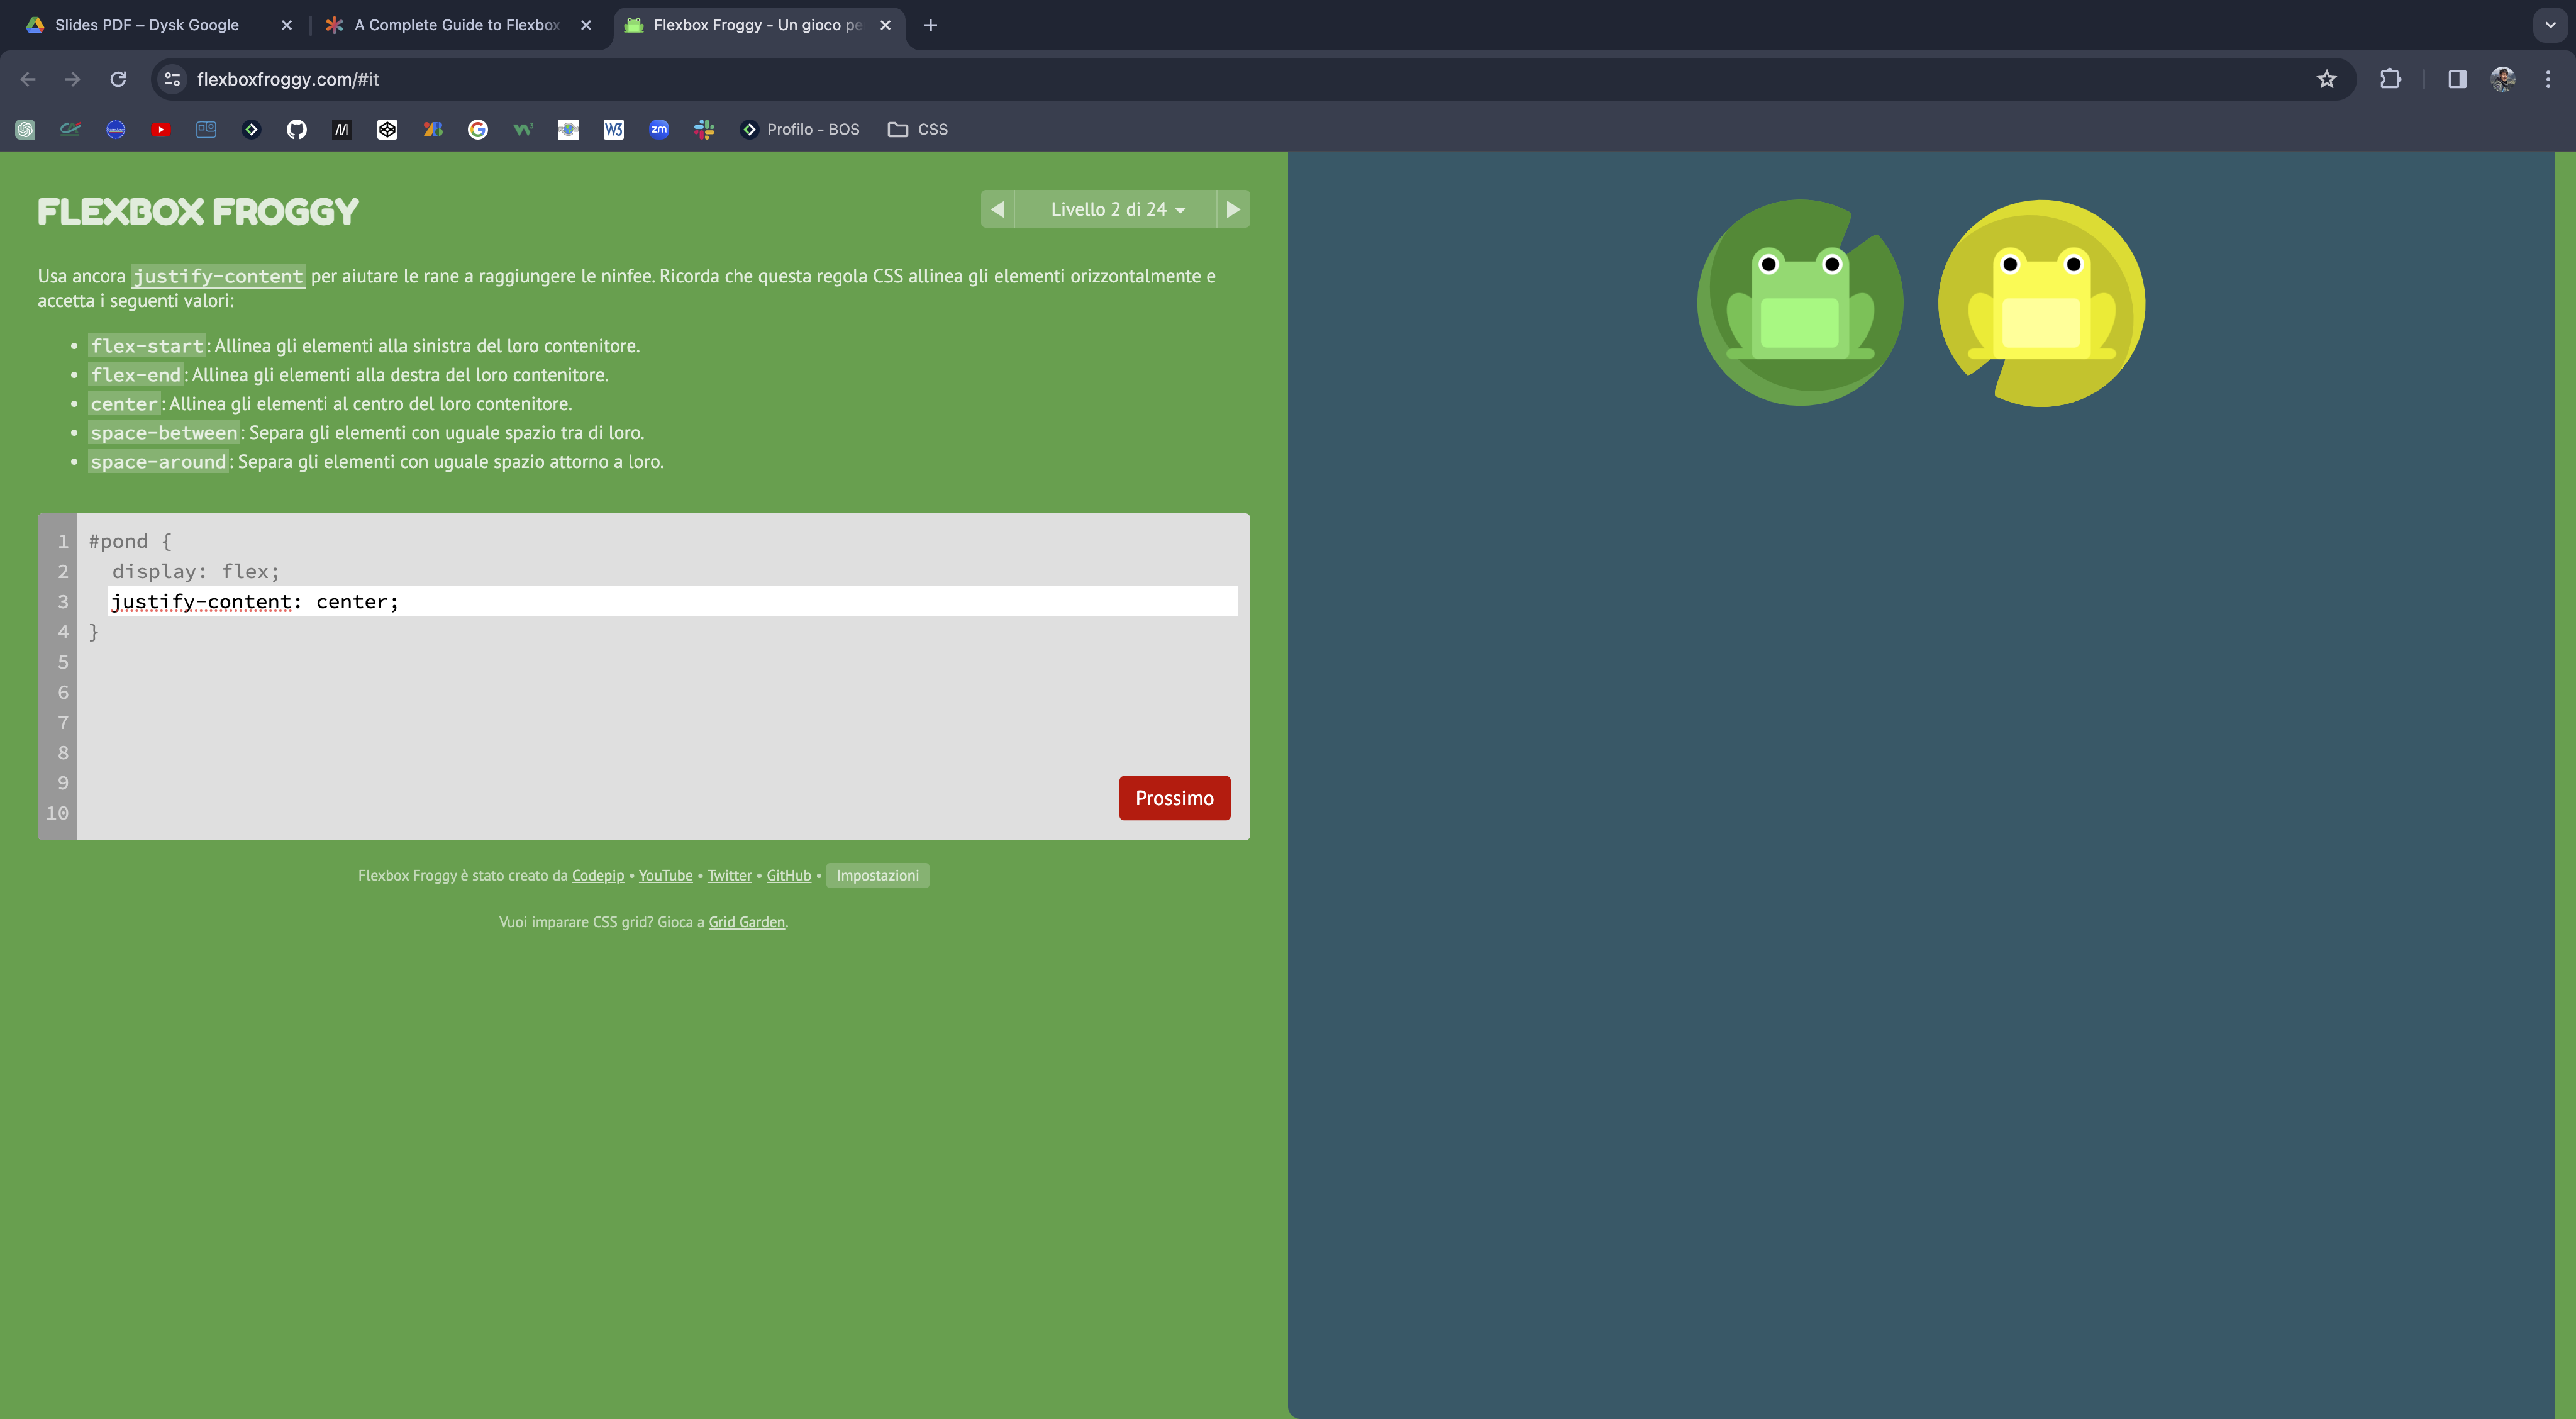 Slides PDF – Dysk Google
A Complete Guide to Flexbox
Flexbox Froggy - Un gioco pe
flexboxfroggy.com/#it
Profilo - BOS
CSS
FLEXBOX FROGGY
Livello 2 di 24
Usa ancora justify-content per aiutare le rane a raggiungere le ninfee. Ricorda che questa regola CSS allinea gli elementi orizzontalmente e
accetta i seguenti valori:
• flex-start: Allinea gli elementi alla sinistra del loro contenitore.
• flex-end: Allinea gli elementi alla destra del loro contenitore.
• center: Allinea gli elementi al centro del loro contenitore.
• space-between: Separa gli elementi con uguale spazio tra di loro.
• space-around: Separa gli elementi con uguale spazio attorno a loro.
1 #pond {
2 display: flex;
3 justify-content: center;
4 }
5
6
7
8
9
10
Prossimo
Flexbox Froggy è stato creato da Codepip • YouTube • Twitter • GitHub • Impostazioni
Vuoi imparare CSS grid? Gioca a Grid Garden.